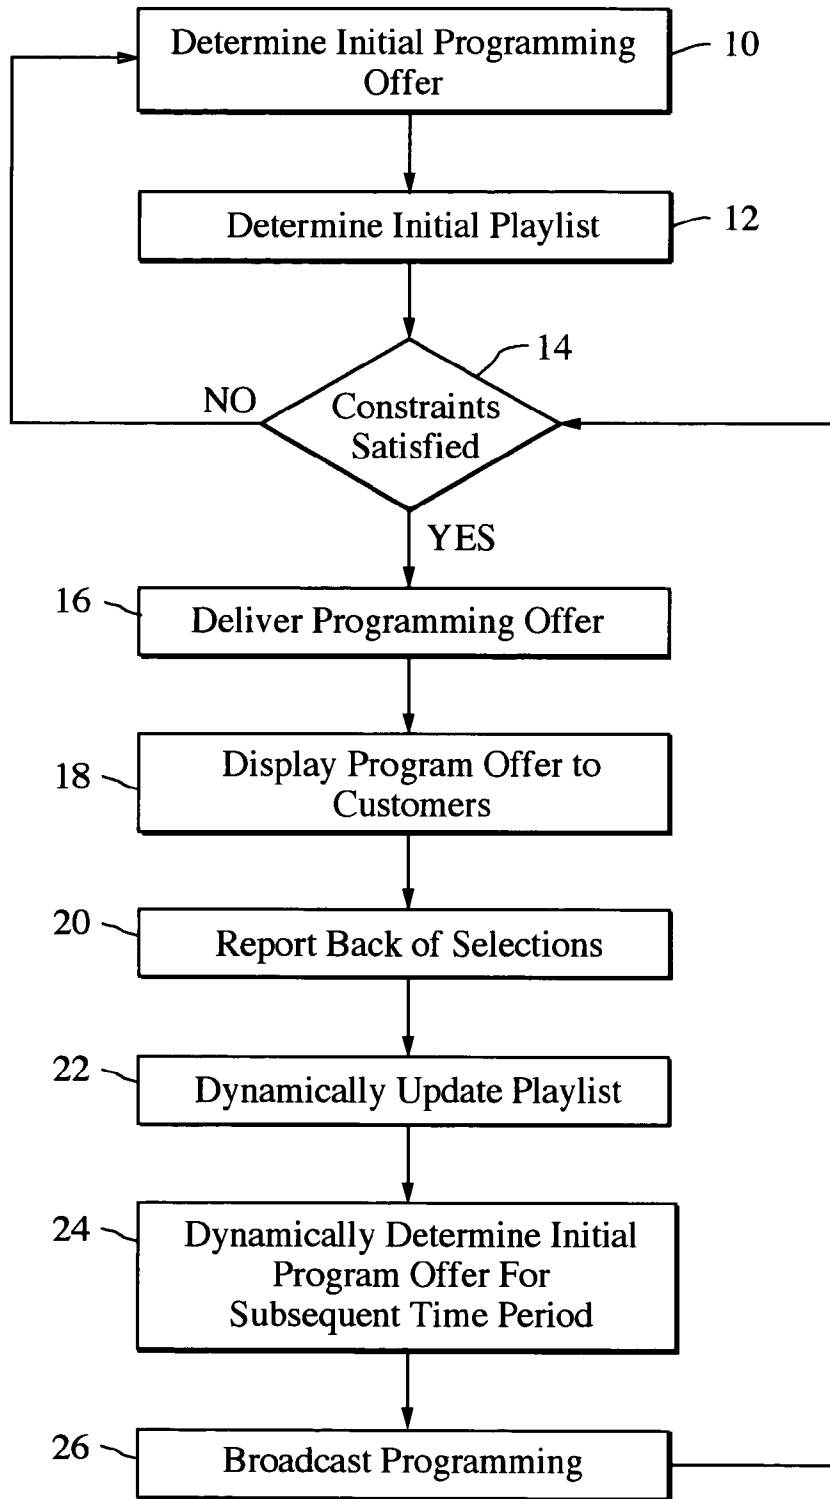 Determine Initial Programming
Offer
10
Determine Initial Playlist
12
14
NO
Constraints
Satisfied
YES
16
Deliver Programming Offer
18
Display Program Offer to
Customers
20
Report Back of Selections
22
Dynamically Update Playlist
24
Dynamically Determine Initial
Program Offer For
Subsequent Time Period
26
Broadcast Programming